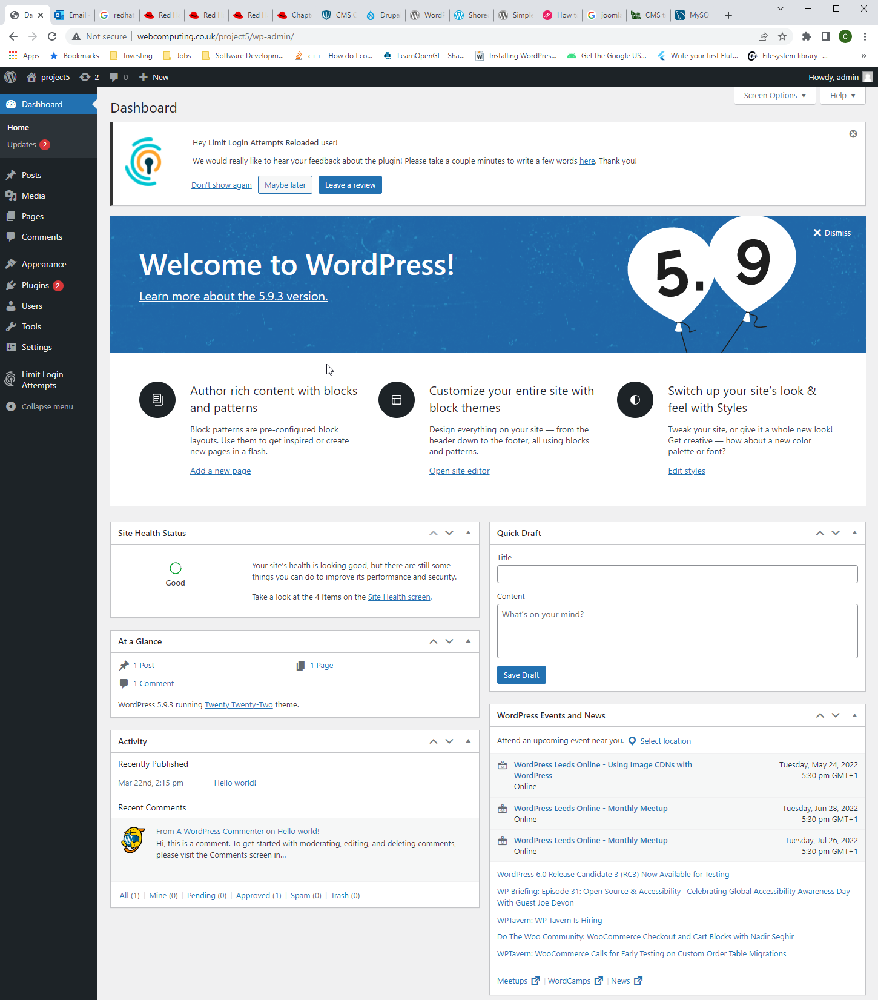 Da
Email
redhat
Red H
Red H
Red H
Chapt
CMS C
Drupa
WordP
Shore
Simple
How t
joomla
CMS t
MySQ
Not secure
webcomputing.co.uk/project5/wp-admin/
C
Apps
Bookmarks
Investing
Jobs
Software Developm...
c++ - How do I co...
LearnOpenGL - Sha...
Installing WordPress...
Get the Google US...
Write your first Flut...
Filesystem library -...
»
project5
2
0
New
Howdy, admin
Dashboard
Home
Updates 2
Posts
Media
Pages
Comments
Appearance
Plugins 2
Users
Tools
Settings
Limit Login
Attempts
Collapse menu
Screen Options
Help
Dashboard
Hey Limit Login Attempts Reloaded user!
We would really like to hear your feedback about the plugin! Please take a couple minutes to write a few words here. Thank you!
Don't show again
Maybe later
Leave a review
Welcome to WordPress!
Learn more about the 5.9.3 version.
5.9
Dismiss
Author rich content with blocks
and patterns
Block patterns are pre-configured block
layouts. Use them to get inspired or create
new pages in a flash.
Add a new page
Customize your entire site with
block themes
Design everything on your site — from the
header down to the footer, all using blocks
and patterns.
Open site editor
Switch up your site's look &
feel with Styles
Tweak your site, or give it a whole new look!
Get creative — how about a new color
palette or font?
Edit styles
Site Health Status
Good
Your site's health is looking good, but there are still some
things you can do to improve its performance and security.
Take a look at the 4 items on the Site Health screen.
At a Glance
1 Post
1 Page
1 Comment
WordPress 5.9.3 running Twenty Twenty-Two theme.
Activity
Recently Published
Mar 22nd, 2:15 pm
Hello world!
Recent Comments
From A WordPress Commenter on Hello world!
Hi, this is a comment. To get started with moderating, editing, and deleting comments,
please visit the Comments screen in...
All (1) | Mine (0) | Pending (0) | Approved (1) | Spam (0) | Trash (0)
Quick Draft
Title
Content
What's on your mind?
Save Draft
WordPress Events and News
Attend an upcoming event near you.
Select location
WordPress Leeds Online - Using Image CDNs with
WordPress
Online
Tuesday, May 24, 2022
5:30 pm GMT+1
WordPress Leeds Online - Monthly Meetup
Online
Tuesday, Jun 28, 2022
5:30 pm GMT+1
WordPress Leeds Online - Monthly Meetup
Online
Tuesday, Jul 26, 2022
5:30 pm GMT+1
WordPress 6.0 Release Candidate 3 (RC3) Now Available for Testing
WP Briefing: Episode 31: Open Source & Accessibility– Celebrating Global Accessibility Awareness Day
With Guest Joe Devon
WPTavern: WP Tavern Is Hiring
Do The Woo Community: WooCommerce Checkout and Cart Blocks with Nadir Seghir
WPTavern: WooCommerce Calls for Early Testing on Custom Order Table Migrations
Meetups | WordCamps | News